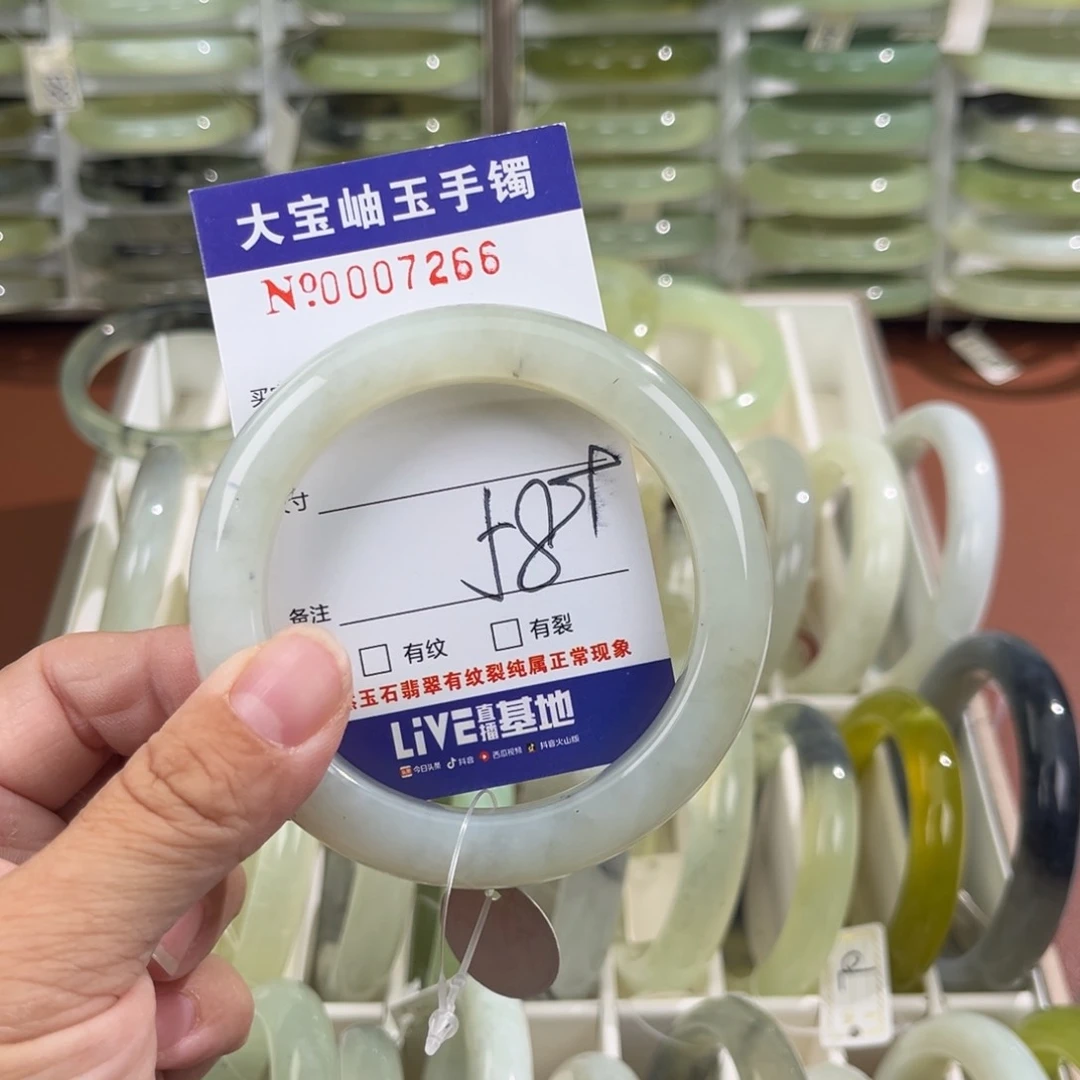 大宝岫玉手镯
No0007266
买
寸
58
备注
□ 有纹 □ 有裂
玉石翡翠有纹裂纯属正常现象
LiVE直播基地
今日头条 抖音 西瓜视频 抖音火山版